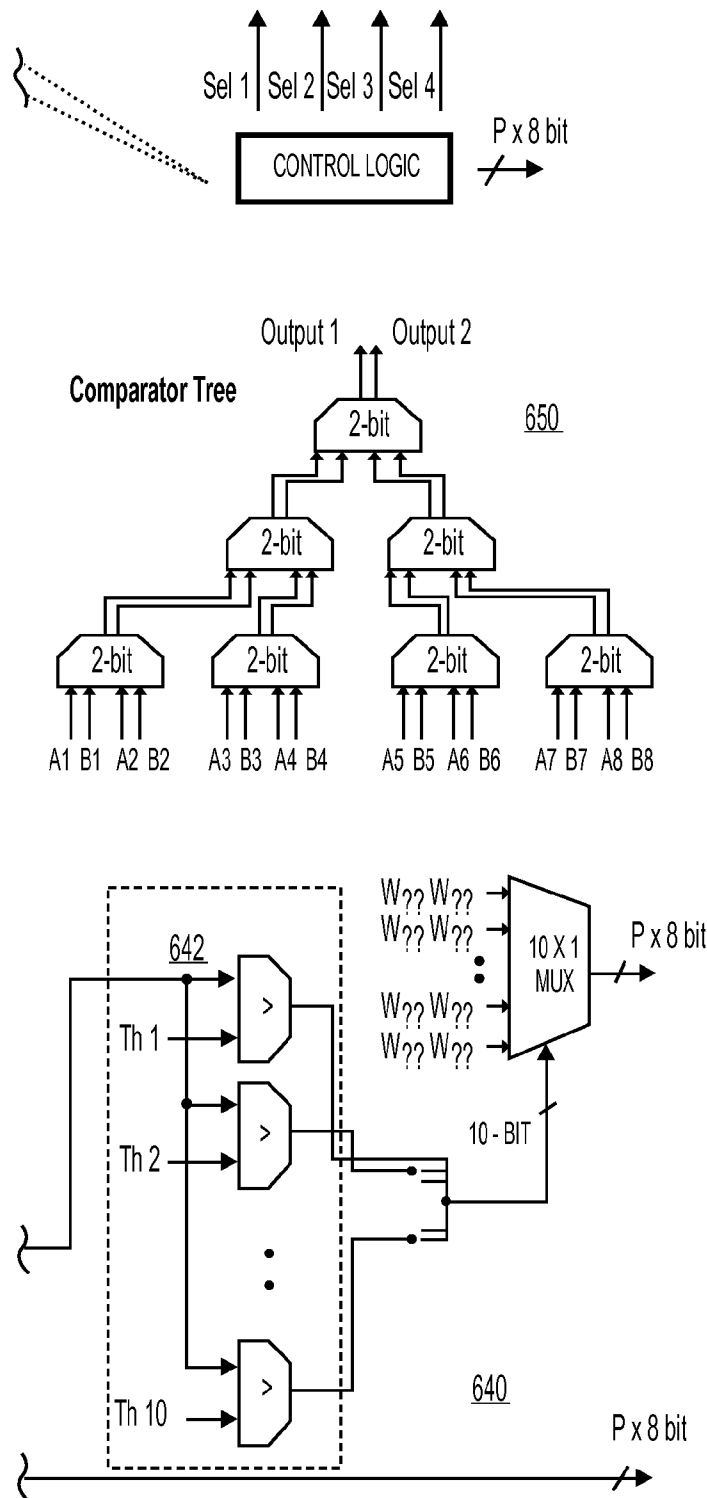 Sel 1 Sel 2 Sel 3 Sel 4
P x 8 bit
CONTROL LOGIC
Output 1 Output 2
Comparator Tree
650
2-bit
2-bit 2-bit
2-bit 2-bit 2-bit 2-bit
A1 B1 A2 B2 A3 B3 A4 B4 A5 B5 A6 B6 A7 B7 A8 B8
W?? W??
W?? W??
W?? W??
W?? W??
10 X 1
MUX
P x 8 bit
642
>
Th 1
>
Th 2
10 - BIT
>
Th 10
640
P x 8 bit